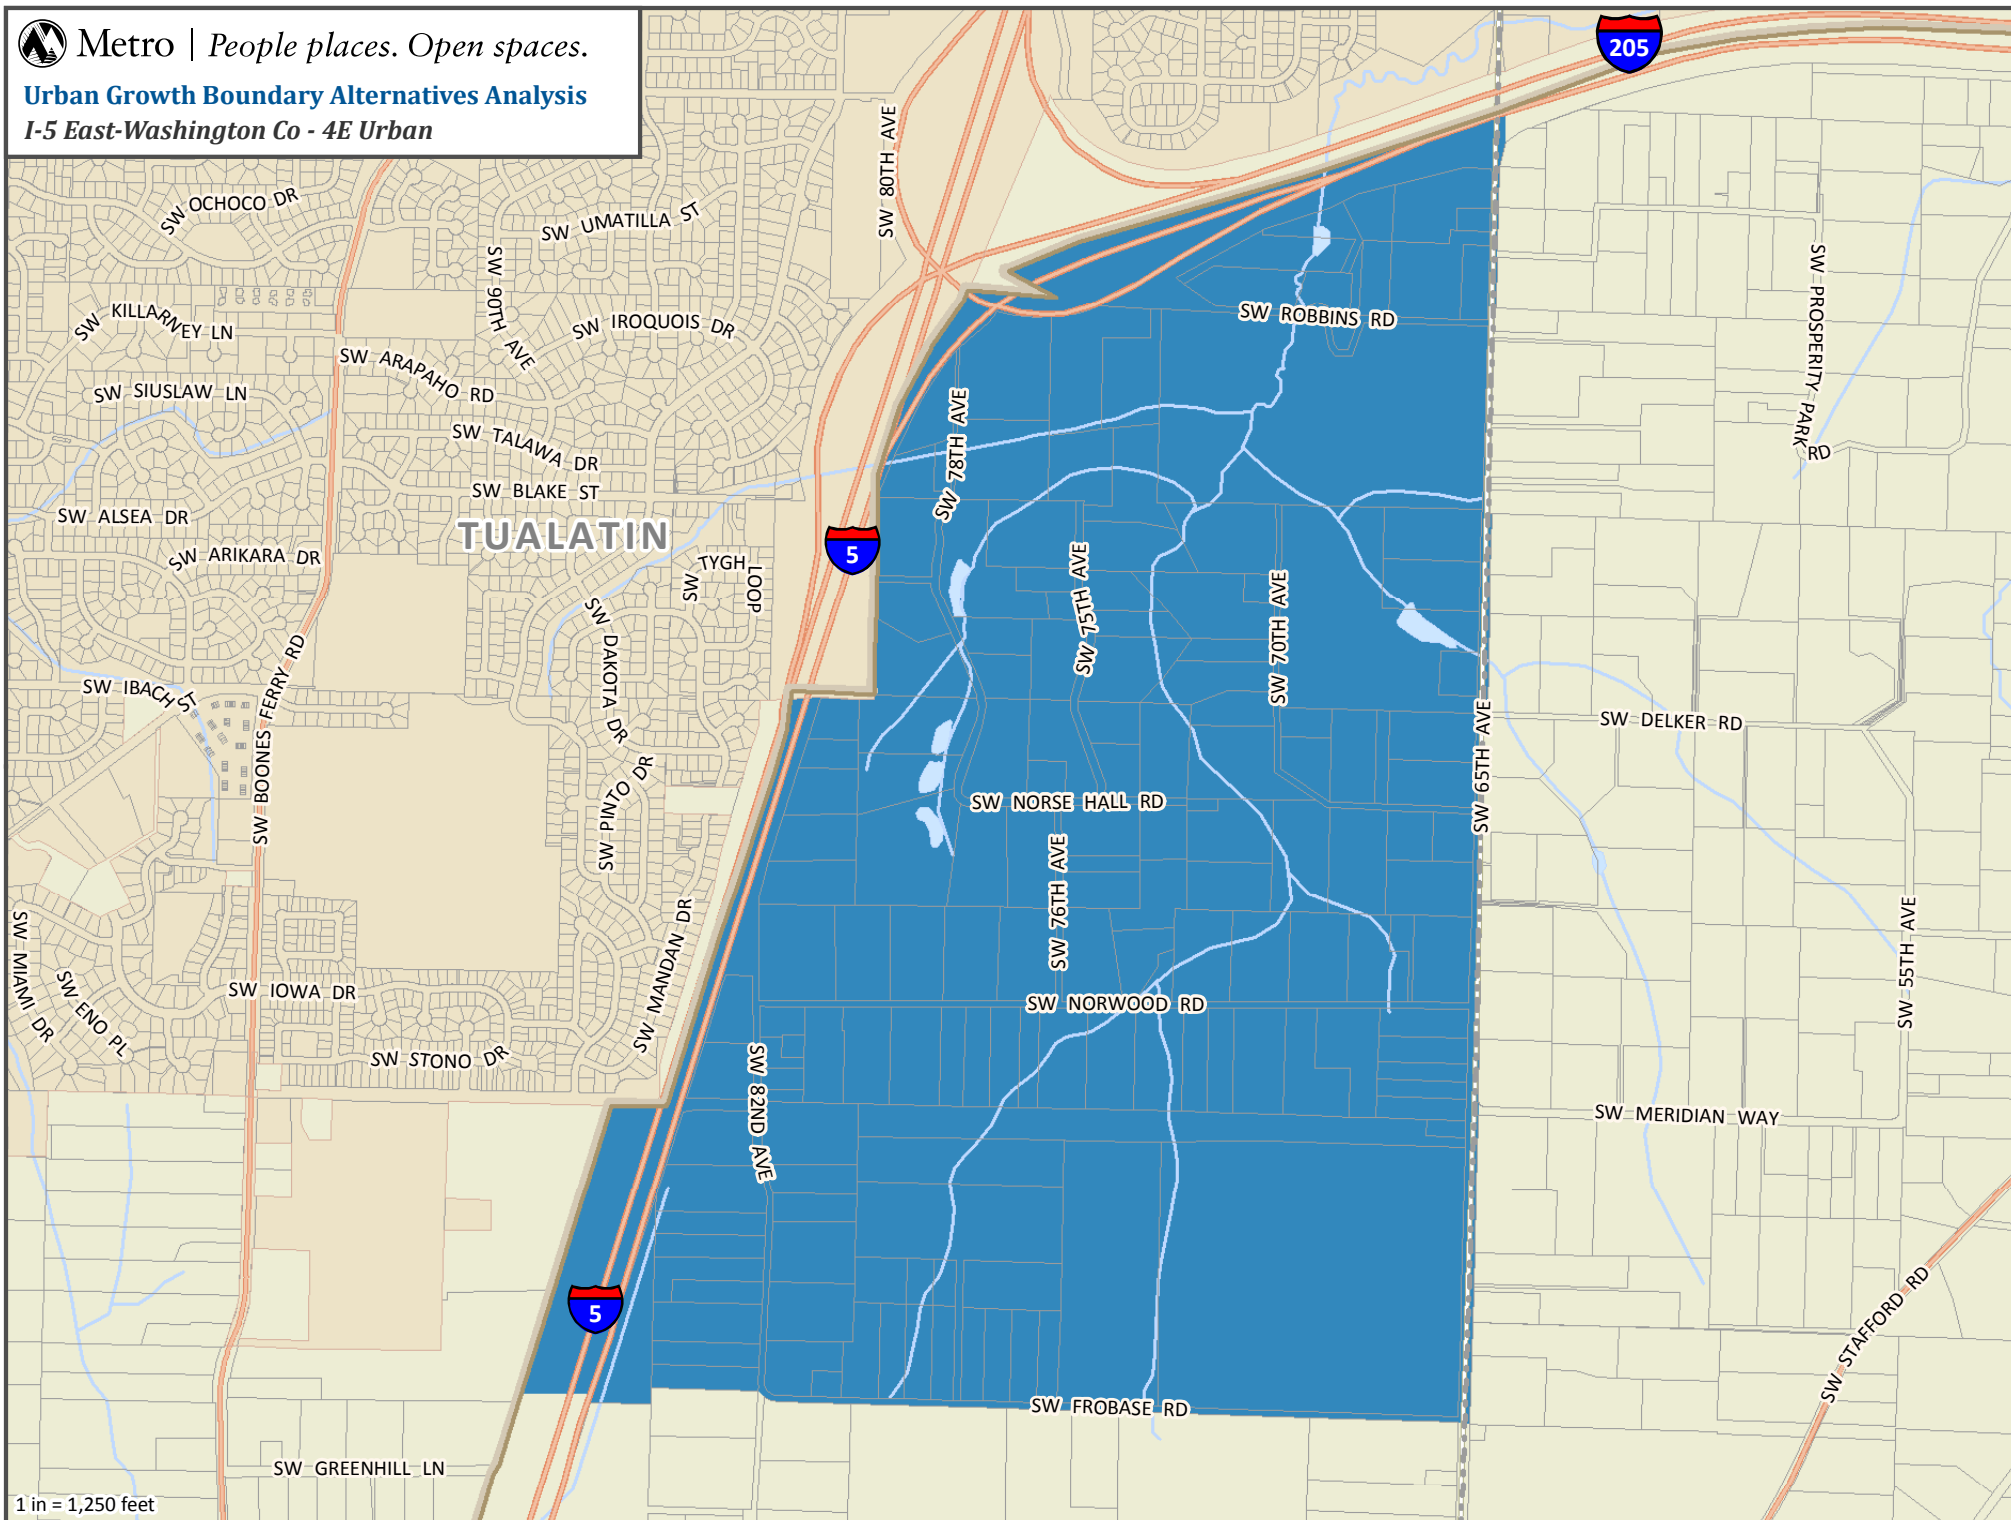 Metro | People places. Open spaces.
Urban Growth Boundary Alternatives Analysis
I-5 East-Washington Co - 4E Urban
205
SW 80TH AVE
SW OCHOCO DR
SW UMATILLA ST
SW 90TH AVE
SW KILLARNEY LN
SW IROQUOIS DR
SW ROBBINS RD
SW PROSPERITY PARK RD
SW ARAPAHO RD
SW SIUSLAW LN
SW TALAWA DR
SW 78TH AVE
SW BLAKE ST
SW ALSEA DR
TUALATIN
5
SW ARIKARA DR
SW TYGH LOOP
SW 75TH AVE
SW 70TH AVE
SW DAKOTA DR
SW IBACH ST
SW BOONES FERRY RD
SW 65TH AVE
SW DELKER RD
SW PINTO DR
SW NORSE HALL RD
SW 76TH AVE
SW MANDAN DR
SW MIAMI DR
SW ENO PL
SW IOWA DR
SW 55TH AVE
SW NORWOOD RD
SW STONO DR
SW 82ND AVE
SW MERIDIAN WAY
5
SW STAFFORD RD
SW FROBASE RD
SW GREENHILL LN
1 in = 1,250 feet